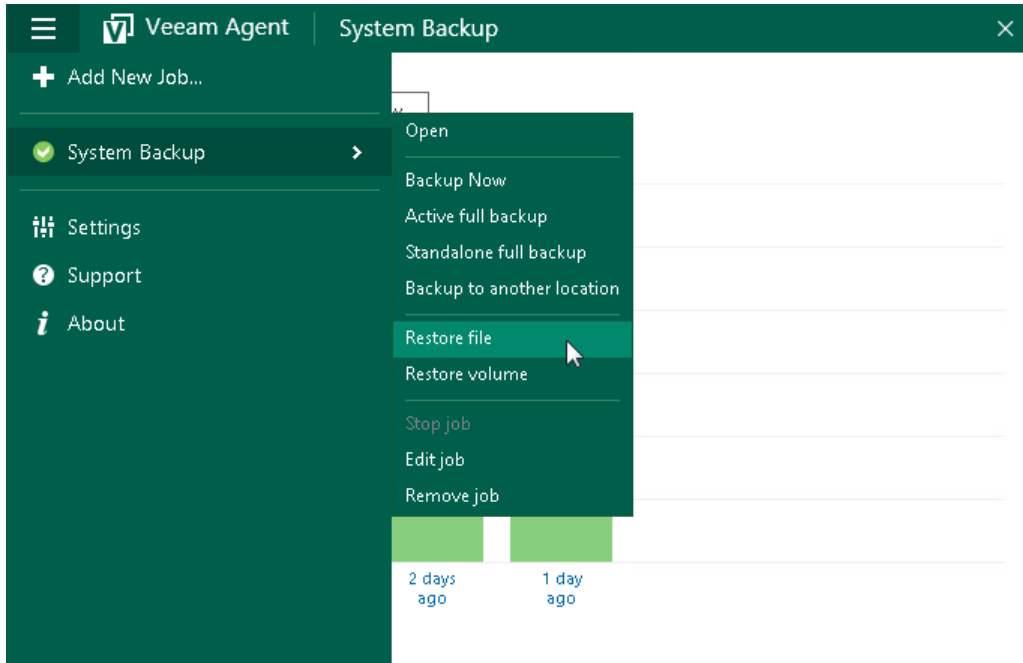 Veeam Agent
System Backup
Add New Job...
System Backup
Settings
Support
About
Open
Backup Now
Active full backup
Standalone full backup
Backup to another location
Restore file
Restore volume
Stop job
Edit job
Remove job
2 days
ago
1 day
ago